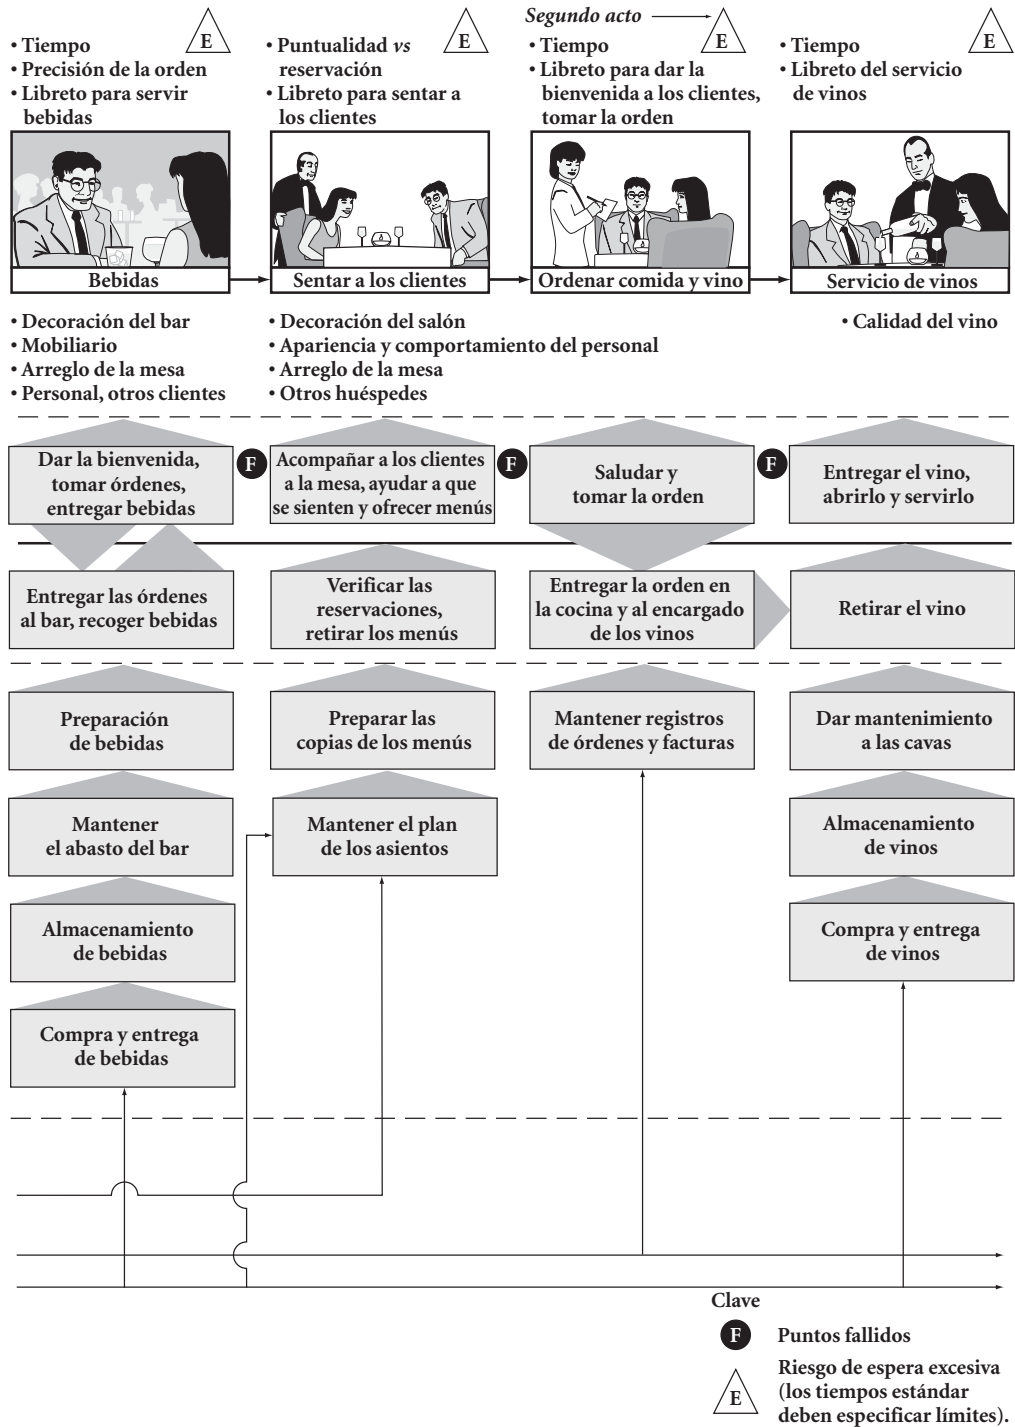 Segundo acto
E
• Tiempo
• Precisión de la orden
• Libreto para servir
bebidas
E
• Puntualidad vs
reservación
• Libreto para sentar a
los clientes
E
• Tiempo
• Libreto para dar la
bienvenida a los clientes,
tomar la orden
E
• Tiempo
• Libreto del servicio
de vinos
Bebidas
Sentar a los clientes
Ordenar comida y vino
Servicio de vinos
• Decoración del bar
• Mobiliario
• Arreglo de la mesa
• Personal, otros clientes
• Decoración del salón
• Apariencia y comportamiento del personal
• Arreglo de la mesa
• Otros huéspedes
• Calidad del vino
Dar la bienvenida,
tomar órdenes,
entregar bebidas
F
Acompañar a los clientes
a la mesa, ayudar a que
se sienten y ofrecer menús
F
Saludar y
tomar la orden
F
Entregar el vino,
abrirlo y servirlo
Entregar las órdenes
al bar, recoger bebidas
Verificar las
reservaciones,
retirar los menús
Entregar la orden en
la cocina y al encargado
de los vinos
Retirar el vino
Preparación
de bebidas
Preparar las
copias de los menús
Mantener registros
de órdenes y facturas
Dar mantenimiento
a las cavas
Mantener
el abasto del bar
Mantener el plan
de los asientos
Almacenamiento
de vinos
Almacenamiento
de bebidas
Compra y entrega
de vinos
Compra y entrega
de bebidas
Clave
F
Puntos fallidos
E
Riesgo de espera excesiva
(los tiempos estándar
deben especificar límites).